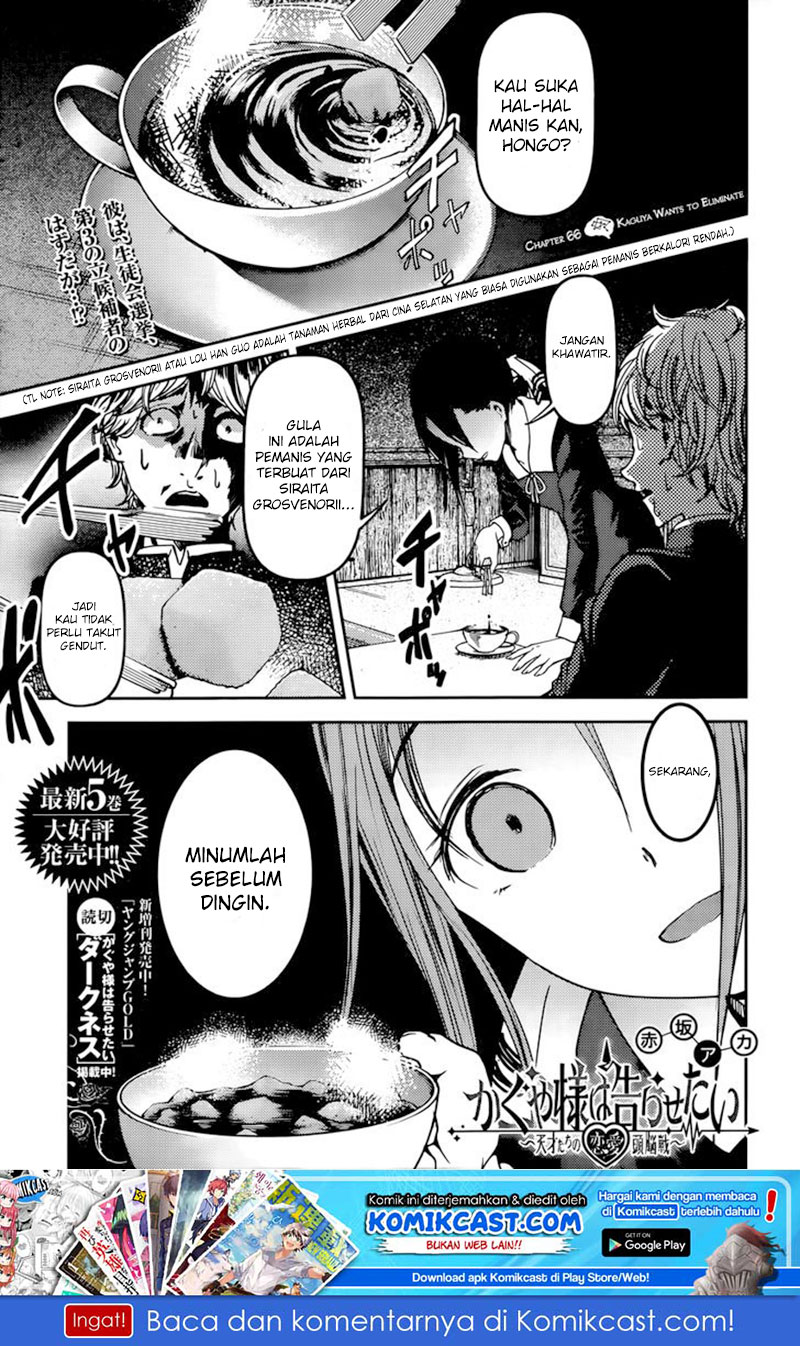 KAU SUKA
HAL-HAL
MANIS KAN,
HONGO?
CHAPTER 66 KAGUYA WANTS TO ELIMINATE
チャ
ポッ
彼は、生徒会選挙、
第3の立候補者の
はずだが…!?
(TL NOTE: SIRAITA GROSVENORII ATAU LOU HAN GUO ADALAH TANAMAN HERBAL DARI CINA SELATAN YANG BIASA DIGUNAKAN SEBAGAI PEMANIS BERKALORI RENDAH.)
JANGAN
KHAWATIR.
チャ
ポッ
GULA
INI ADALAH
PEMANIS YANG
TERBUAT DARI
SIRAITA
GROSVENORII...
チャ
ポ
JADI
KAU TIDAK
PERLU TAKUT
GENDUT.
SEKARANG,
MINUMLAH
SEBELUM
DINGIN.
最新5巻
大好評
発売中!!
新増刊発売中!
「ヤングジャンプGOLD」
読切
[かぐや様は告らせたい
ダークネス]
掲載中!
赤坂アカ
かぐや様は告らせたい
～天才たちの恋愛頭脳戦～
KOMIKCAST
Komik ini diterjemahkan & diedit oleh
KOMIKCAST.COM
BUKAN WEB LAIN!!
Hargai kami dengan membaca
di Komikcast terlebih dahulu !
GET IT ON
Google Play
Download apk Komikcast di Play Store/Web!
Ingat! Baca dan komentarnya di Komikcast.com!